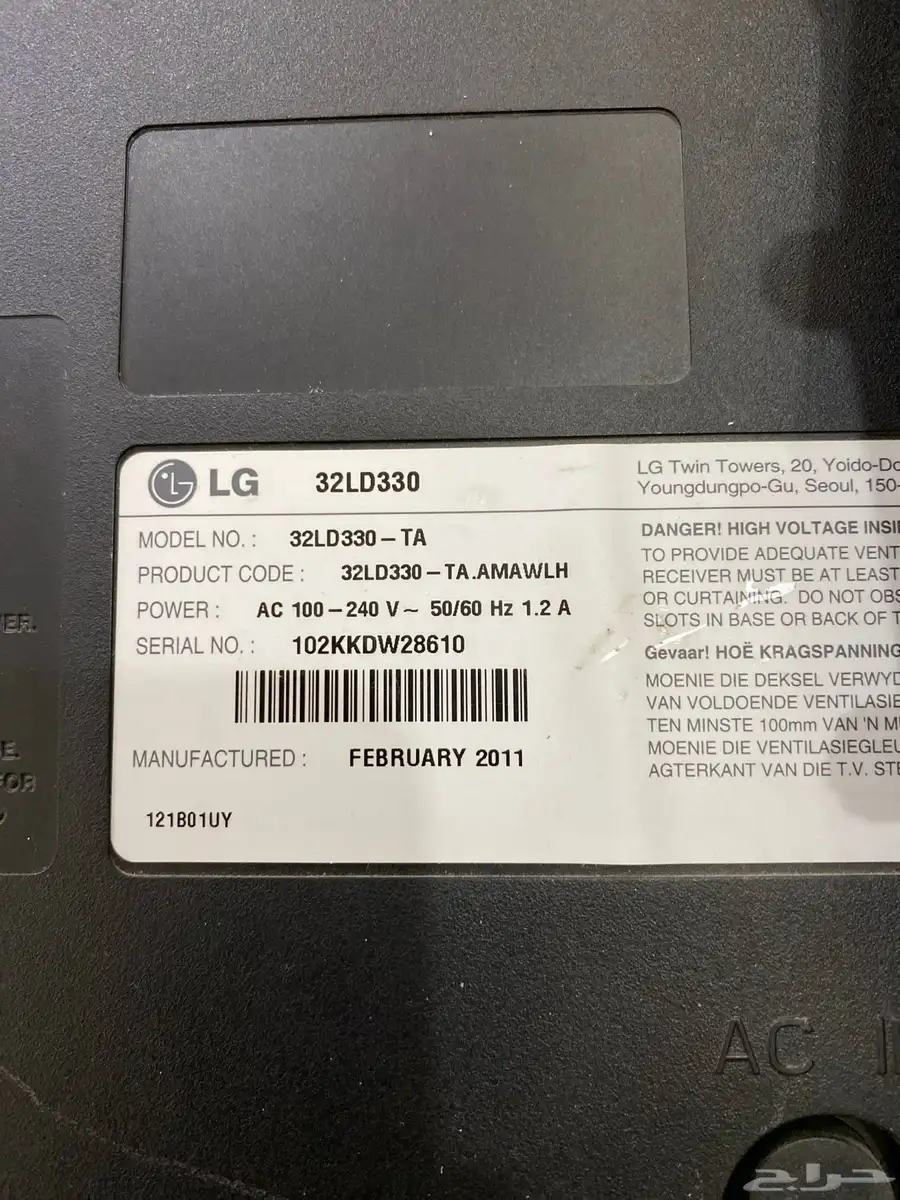 LG 32LD330
MODEL NO. : 32LD330-TA
PRODUCT CODE : 32LD330-TA.AMAWLH
POWER : AC 100-240 V~ 50/60 Hz 1.2 A
SERIAL NO. : 102KKDW28610
MANUFACTURED : FEBRUARY 2011
121B01UY
LG Twin Towers, 20, Yoido-Do
Youngdungpo-Gu, Seoul, 150-
DANGER! HIGH VOLTAGE INSI
TO PROVIDE ADEQUATE VENT
RECEIVER MUST BE AT LEAST
OR CURTAINING. DO NOT OBS
SLOTS IN BASE OR BACK OF T
Gevaar! HOË KRAGSPANNING
MOENIE DIE DEKSEL VERWYD
VAN VOLDOENDE VENTILASIE
TEN MINSTE 100mm VAN 'N M
MOENIE DIE VENTILASIEGLEU
AGTERKANT VAN DIE T.V. STE
ER.
E.
FOR
AC I
حراج